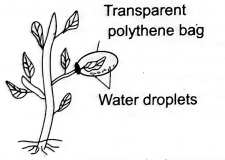 Transparent
polythene bag
Water droplets